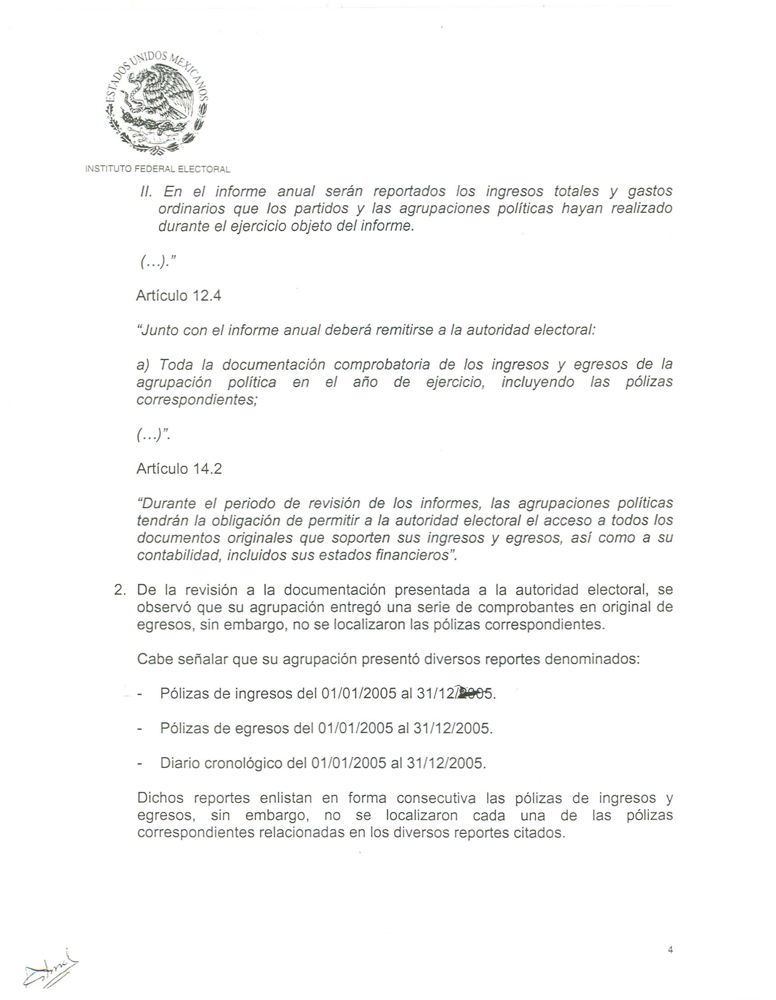 ESTADOS UNIDOS MEXICANOS
INSTITUTO FEDERAL ELECTORAL
II. En el informe anual serán reportados los ingresos totales y gastos
ordinarios que los partidos y las agrupaciones políticas hayan realizado
durante el ejercicio objeto del informe.
(...)."
Artículo 12.4
“Junto con el informe anual deberá remitirse a la autoridad electoral:
a) Toda la documentación comprobatoria de los ingresos y egresos de la
agrupación política en el año de ejercicio, incluyendo las pólizas
correspondientes;
(...)”.
Artículo 14.2
“Durante el periodo de revisión de los informes, las agrupaciones políticas
tendrán la obligación de permitir a la autoridad electoral el acceso a todos los
documentos originales que soporten sus ingresos y egresos, así como a su
contabilidad, incluidos sus estados financieros”.
2. De la revisión a la documentación presentada a la autoridad electoral, se
observó que su agrupación entregó una serie de comprobantes en original de
egresos, sin embargo, no se localizaron las pólizas correspondientes.
Cabe señalar que su agrupación presentó diversos reportes denominados:
- Pólizas de ingresos del 01/01/2005 al 31/12/2005.
- Pólizas de egresos del 01/01/2005 al 31/12/2005.
- Diario cronológico del 01/01/2005 al 31/12/2005.
Dichos reportes enlistan en forma consecutiva las pólizas de ingresos y
egresos, sin embargo, no se localizaron cada una de las pólizas
correspondientes relacionadas en los diversos reportes citados.
4